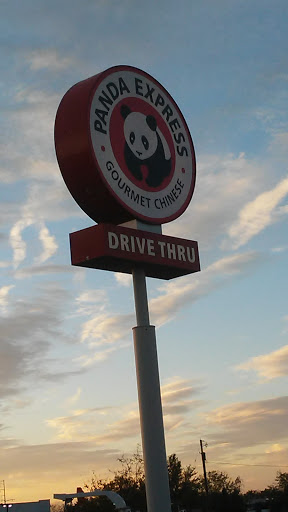 PANDA EXPRESS
GOURMET CHINESE
DRIVE THRU